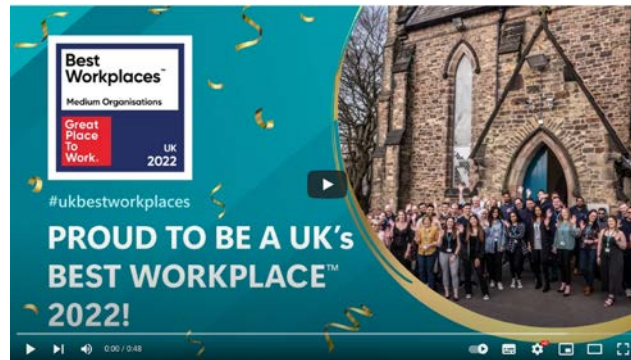 Best
Workplaces™
Medium Organisations
Great
Place
To
Work.
UK
2022
#ukbestworkplaces
PROUD TO BE A UK's
BEST WORKPLACE™
2022!
0:00 / 0:48